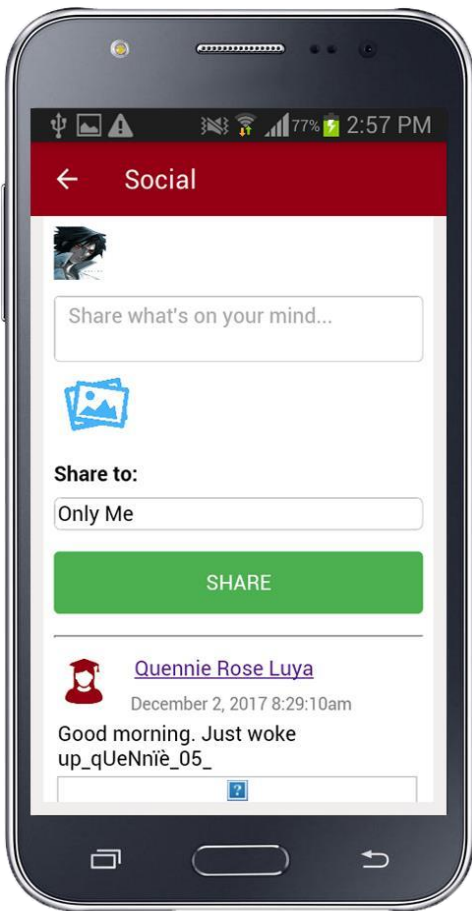 77% 2:57 PM
Social
Share what's on your mind...
Share to:
Only Me
SHARE
Quennie Rose Luya
December 2, 2017 8:29:10am
Good morning. Just woke
up_qUeNnïè_05_
?